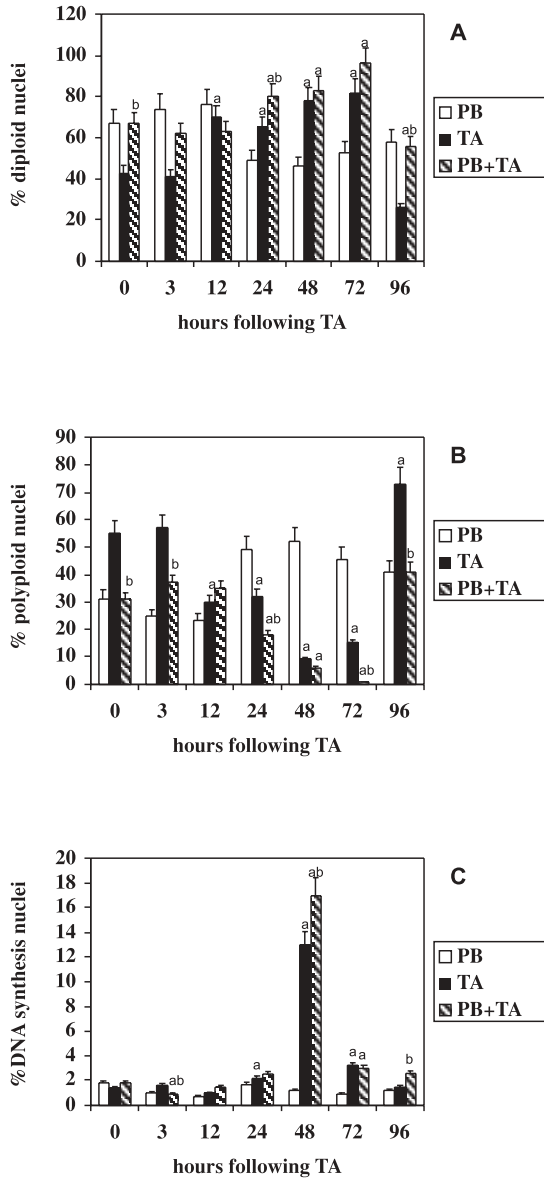 A
% diploid nuclei
120
100
80
60
40
20
0
b
a
a
ab
a
a
a
a
ab
0 3 12 24 48 72 96
hours following TA
PB
TA
PB+TA
B
% polyploid nuclei
90
80
70
60
50
40
30
20
10
0
b
b
a
a
ab
a
a
a
ab
a
b
0 3 12 24 48 72 96
hours following TA
PB
TA
PB+TA
C
%DNA synthesis nuclei
20
18
16
14
12
10
8
6
4
2
0
ab
a
a
ab
a
a
b
0 3 12 24 48 72 96
hours following TA
PB
TA
PB+TA